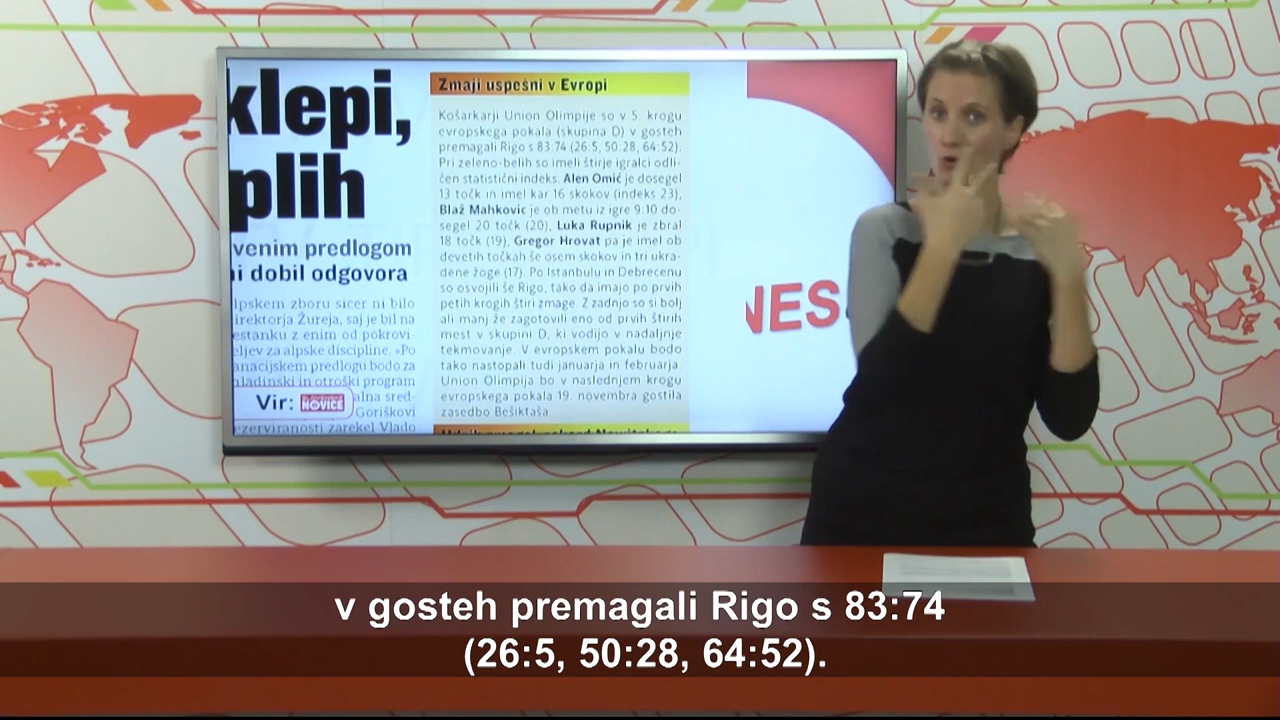 klepi,
plih
venim predlogom
ni dobil odgovora
lpskem zboru sicer ni bilo
irektorja Žureja, saj je bil na
estanku z enim od pokrovi-
eljev za alpske discipline. »Po
anacijskem predlogu bodo za
hladinski in otroški program
alna sred-
Goriškovi
ezerviranosti zarekel Vlado
Vir: NOVICE
Zmaji uspešni v Evropi
Košarkarji Union Olimpije so v 5. krogu
evropskega pokala (skupina D) v gosteh
premagali Rigo s 83:74 (26:5, 50:28, 64:52).
Pri zeleno-belih so imeli štirje igralci odli-
čen statistični indeks. Alen Omić je dosegel
13 točk in imel kar 16 skokov (indeks 23),
Blaž Mahkovic je ob metu iz igre 9:10 do-
segel 20 točk (20), Luka Rupnik je zbral
18 točk (19), Gregor Hrovat pa je imel ob
devetih točkah še osem skokov in tri ukra-
dene žoge (17). Po Istanbulu in Debrecenu
so osvojili še Rigo, tako da imajo po prvih
petih krogih štiri zmage. Z zadnjo so si bolj
ali manj že zagotovili eno od prvih štirih
mest v skupini D, ki vodijo v nadaljnje
tekmovanje. V evropskem pokalu bodo
tako nastopali tudi januarja in februarja.
Union Olimpija bo v naslednjem krogu
evropskega pokala 19. novembra gostila
zasedbo Bešiktaša
NES
v gosteh premagali Rigo s 83:74
(26:5, 50:28, 64:52).